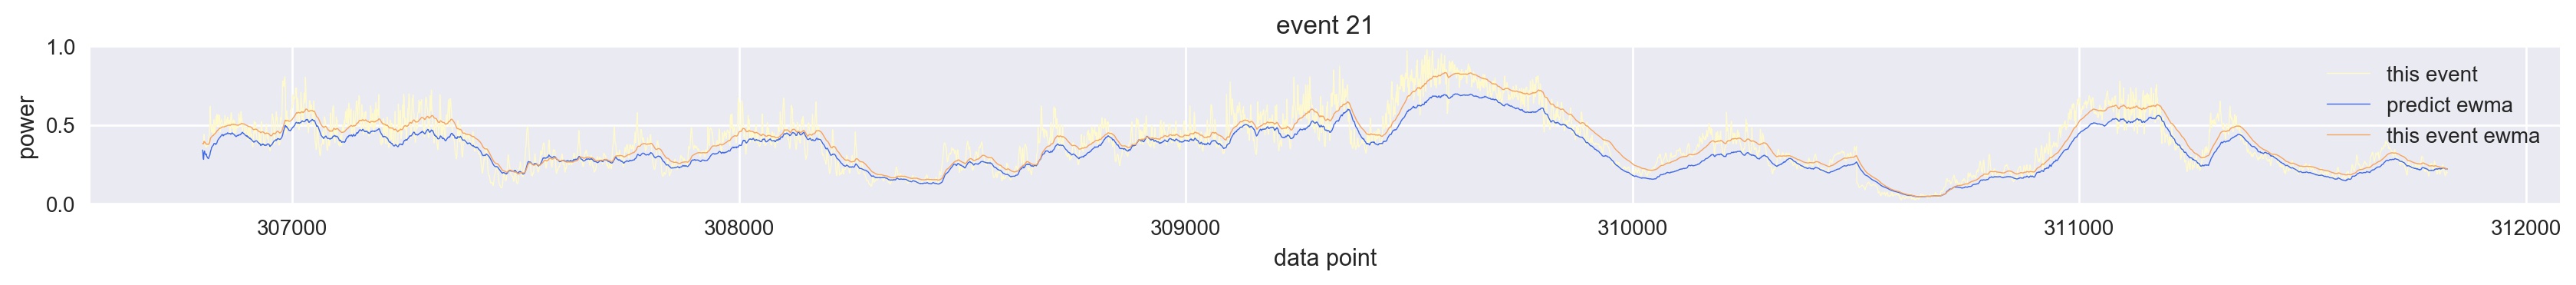 event 21
1.0
0.5
0.0
power
this event
predict ewma
this event ewma
307000 308000 309000 310000 311000 312000
data point